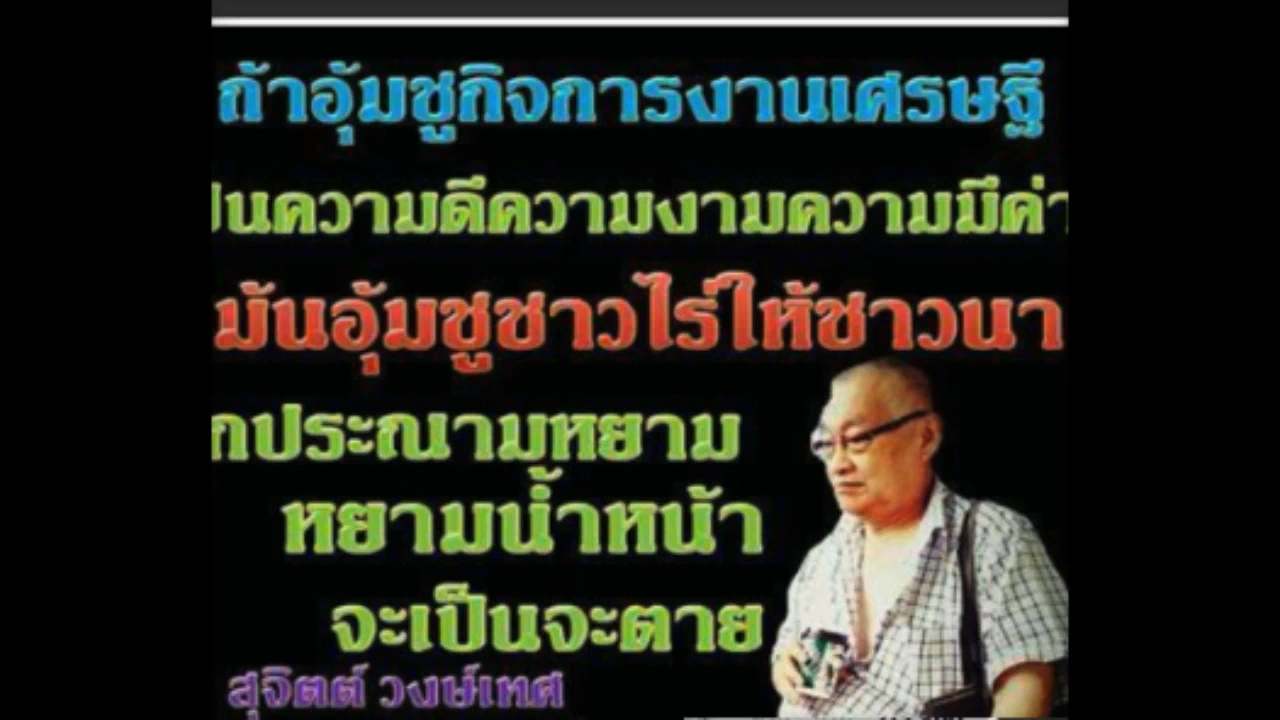 ถ้าอุ้มชูกิจการงานเศรษฐี
ป็นความดีความงามความมีค่า
มันอุ้มชูชาวไร่ให้ชาวนา
กประณามหยาม
หยามน้ำหน้า
จะเป็นจะตาย
สุจิตต์ วงษ์เทศ